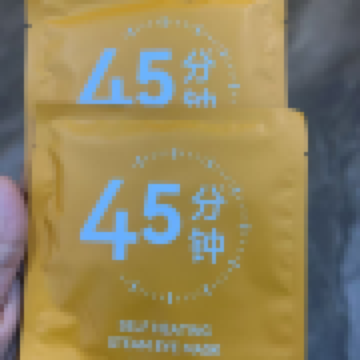 45分
钟
45分
钟
SELF HEATING
STEAM EYE MASK